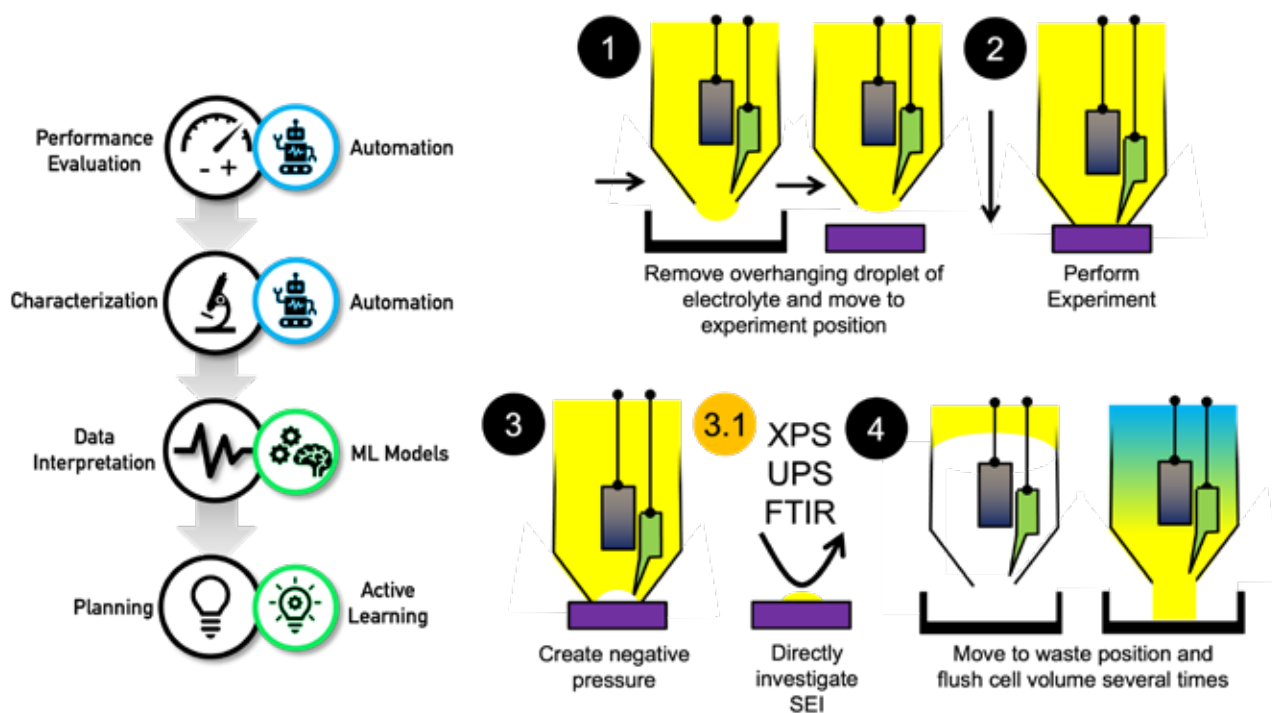 Performance
Evaluation
- +
Automation
Characterization
Automation
Data
Interpretation
ML Models
Planning
Active
Learning
1
Remove overhanging droplet of
electrolyte and move to
experiment position
2
Perform
Experiment
3
Create negative
pressure
3.1
XPS
UPS
FTIR
Directly
investigate
SEI
4
Move to waste position and
flush cell volume several times